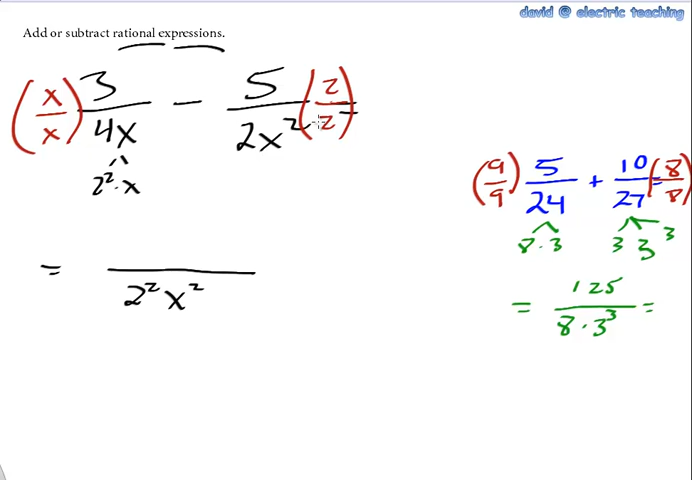 david @ electric teaching
Add or subtract rational expressions.
(x/x) 3/4x − 5/2x² (2/2) =
2²·x
= /2²x²
(9/9) 5/24 + 10/27 (8/8) =
8·3 3 3 3
= 125/8·3³ =